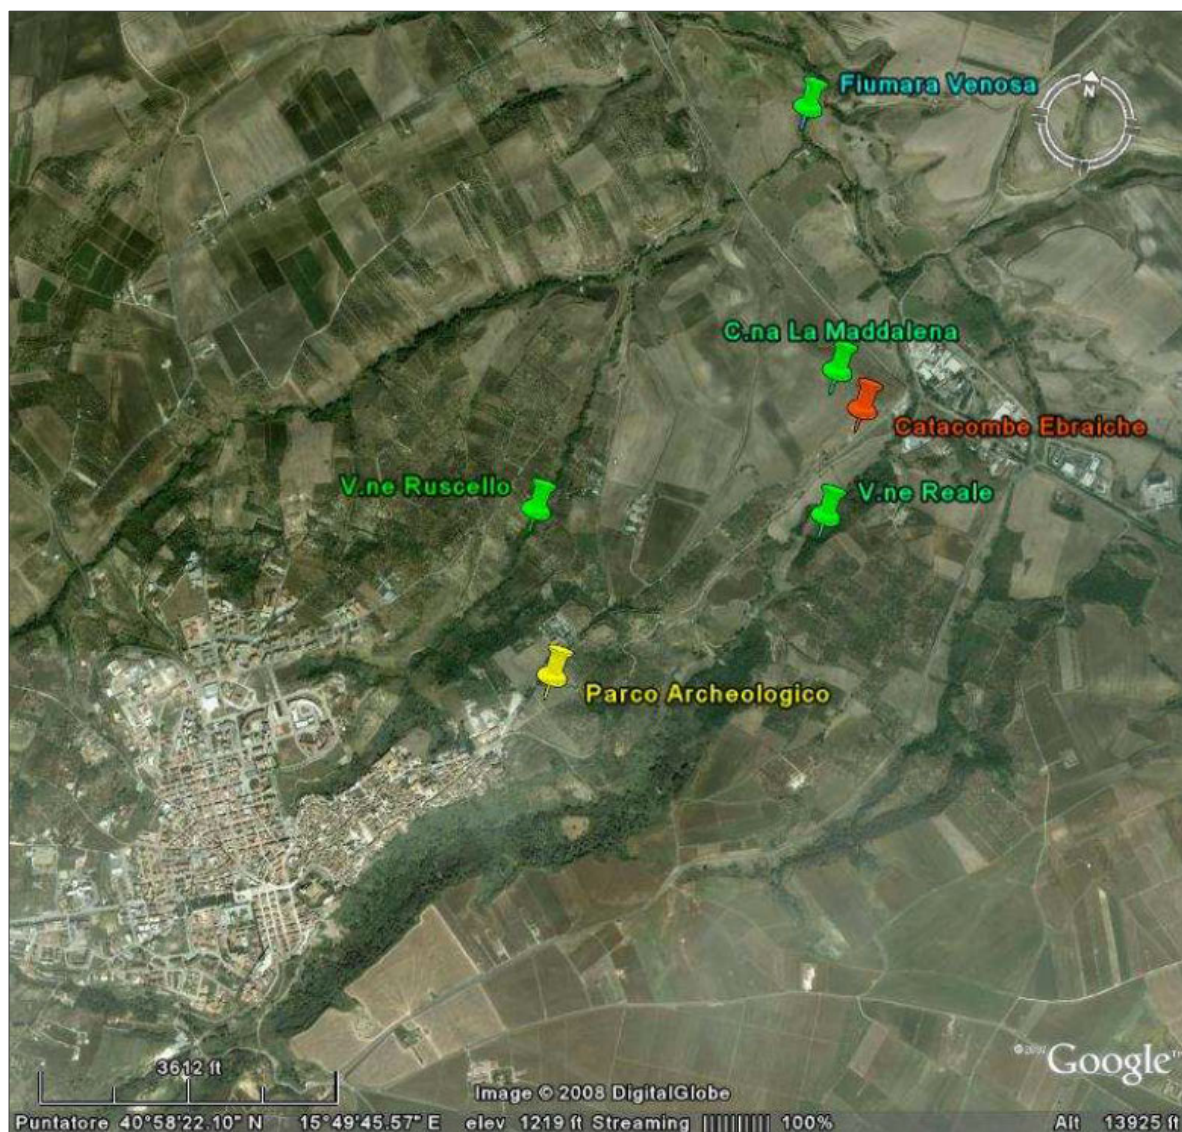 Fiumara Venosa
N
C.na La Maddalena
Catacombe Ebraiche
V.ne Ruscello
V.ne Reale
Parco Archeologico
3612 ft
Google™
Image © 2008 DigitalGlobe
Puntatore 40°58'22.10" N 15°49'45.57" E elev 1219 ft Streaming |||||||||| 100% Alt 13925 ft